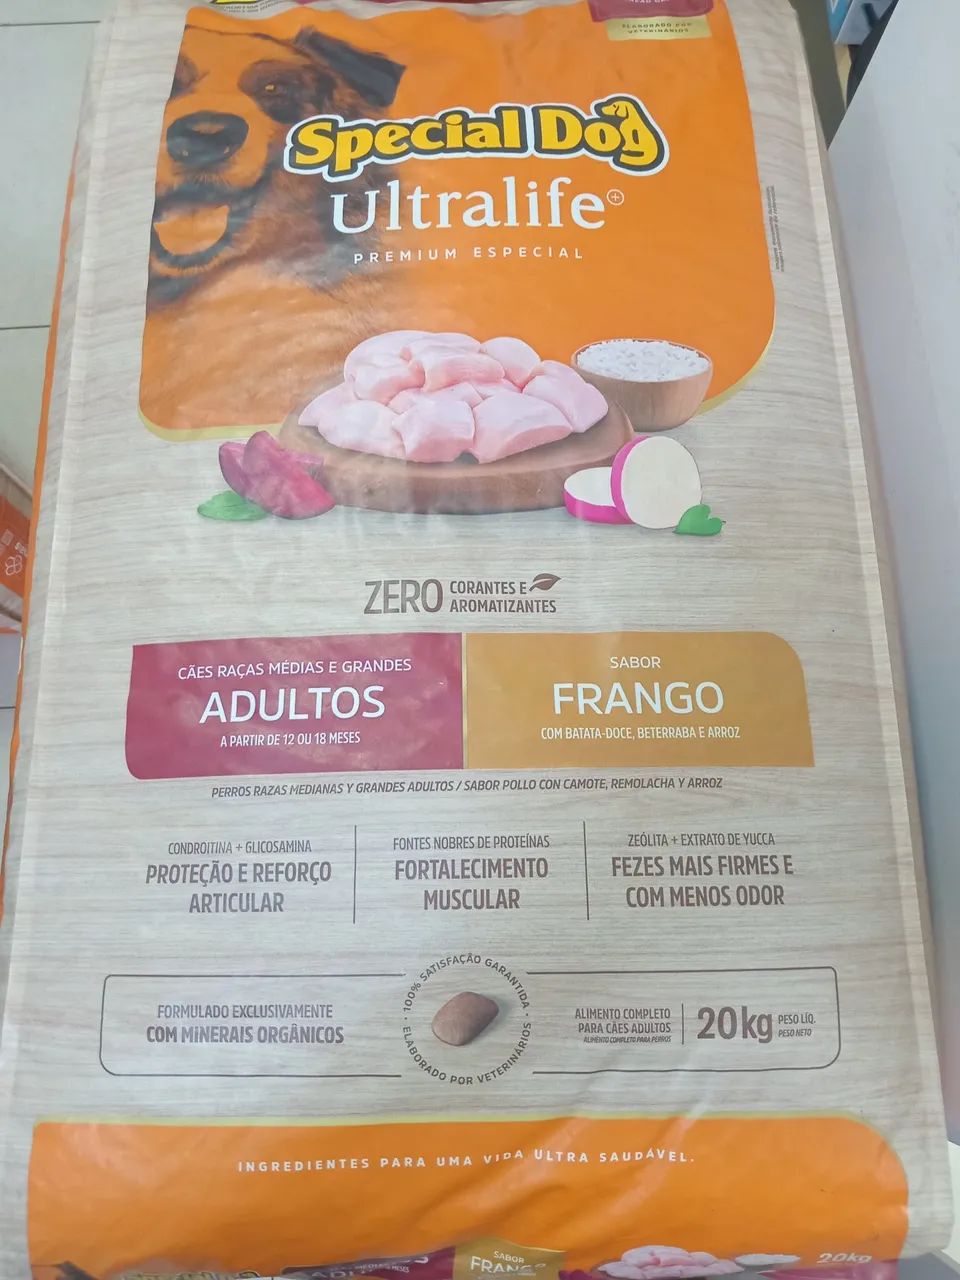 ELABORADO POR
VETERINÁRIOS
Special Dog
Ultralife+
PREMIUM ESPECIAL
ZERO CORANTES E
AROMATIZANTES
CÃES RAÇAS MÉDIAS E GRANDES
ADULTOS
A PARTIR DE 12 OU 18 MESES
SABOR
FRANGO
COM BATATA-DOCE, BETERRABA E ARROZ
PERROS RAZAS MEDIANAS Y GRANDES ADULTOS / SABOR POLLO CON CAMOTE, REMOLACHA Y ARROZ
CONDROITINA + GLICOSAMINA
PROTEÇÃO E REFORÇO
ARTICULAR
FONTES NOBRES DE PROTEÍNAS
FORTALECIMENTO
MUSCULAR
ZEÓLITA + EXTRATO DE YUCCA
FEZES MAIS FIRMES E
COM MENOS ODOR
FORMULADO EXCLUSIVAMENTE
COM MINERAIS ORGÂNICOS
100% SATISFAÇÃO GARANTIDA
ELABORADO POR VETERINÁRIOS
ALIMENTO COMPLETO
PARA CÃES ADULTOS
ALIMENTO COMPLETO PARA PERROS
20kg
PESO LÍQ.
PESO NETO
INGREDIENTES PARA UMA VIDA ULTRA SAUDÁVEL.
SABOR
FRANGO
20kg